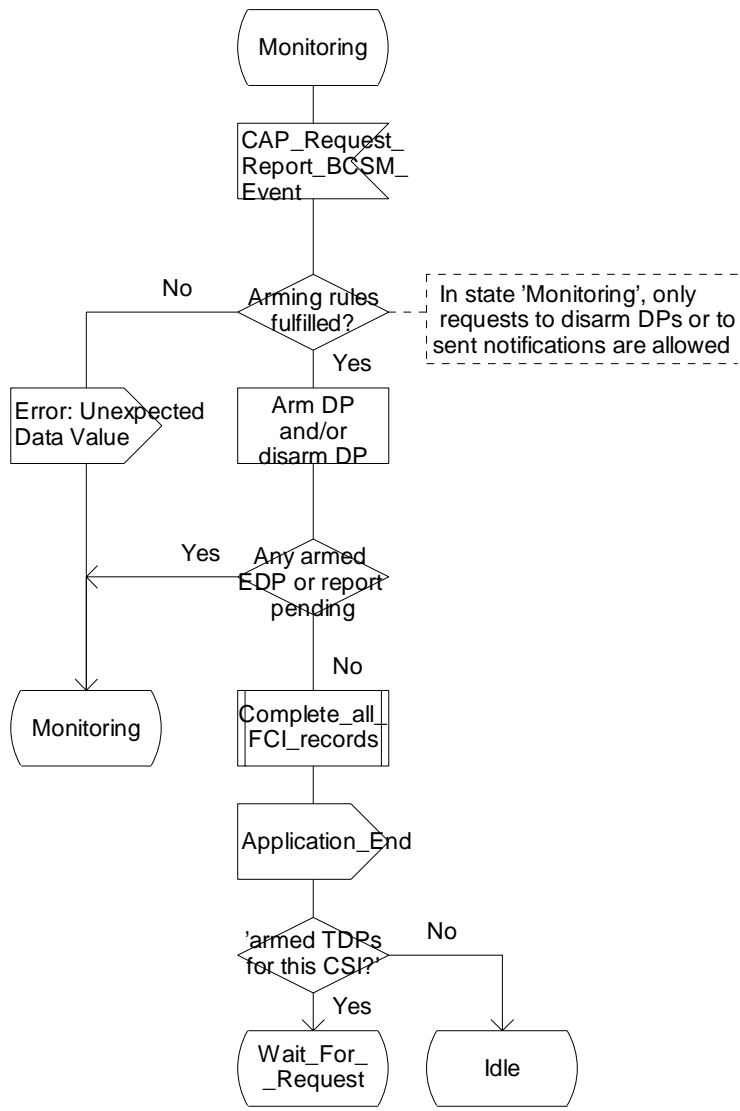 Monitoring
CAP_Request_
Report_BCSM_
Event
Arming rules
fulfilled?
No
In state ’Monitoring’, only
requests to disarm DPs or to
sent notifications are allowed
Yes
Error: Unexpected
Data Value
Arm DP
and/or
disarm DP
Yes
Any armed
EDP or report
pending
No
Monitoring
Complete_all_
FCI_records
Application_End
’armed TDPs
for this CSI?’
No
Yes
Wait_For_
_Request
Idle